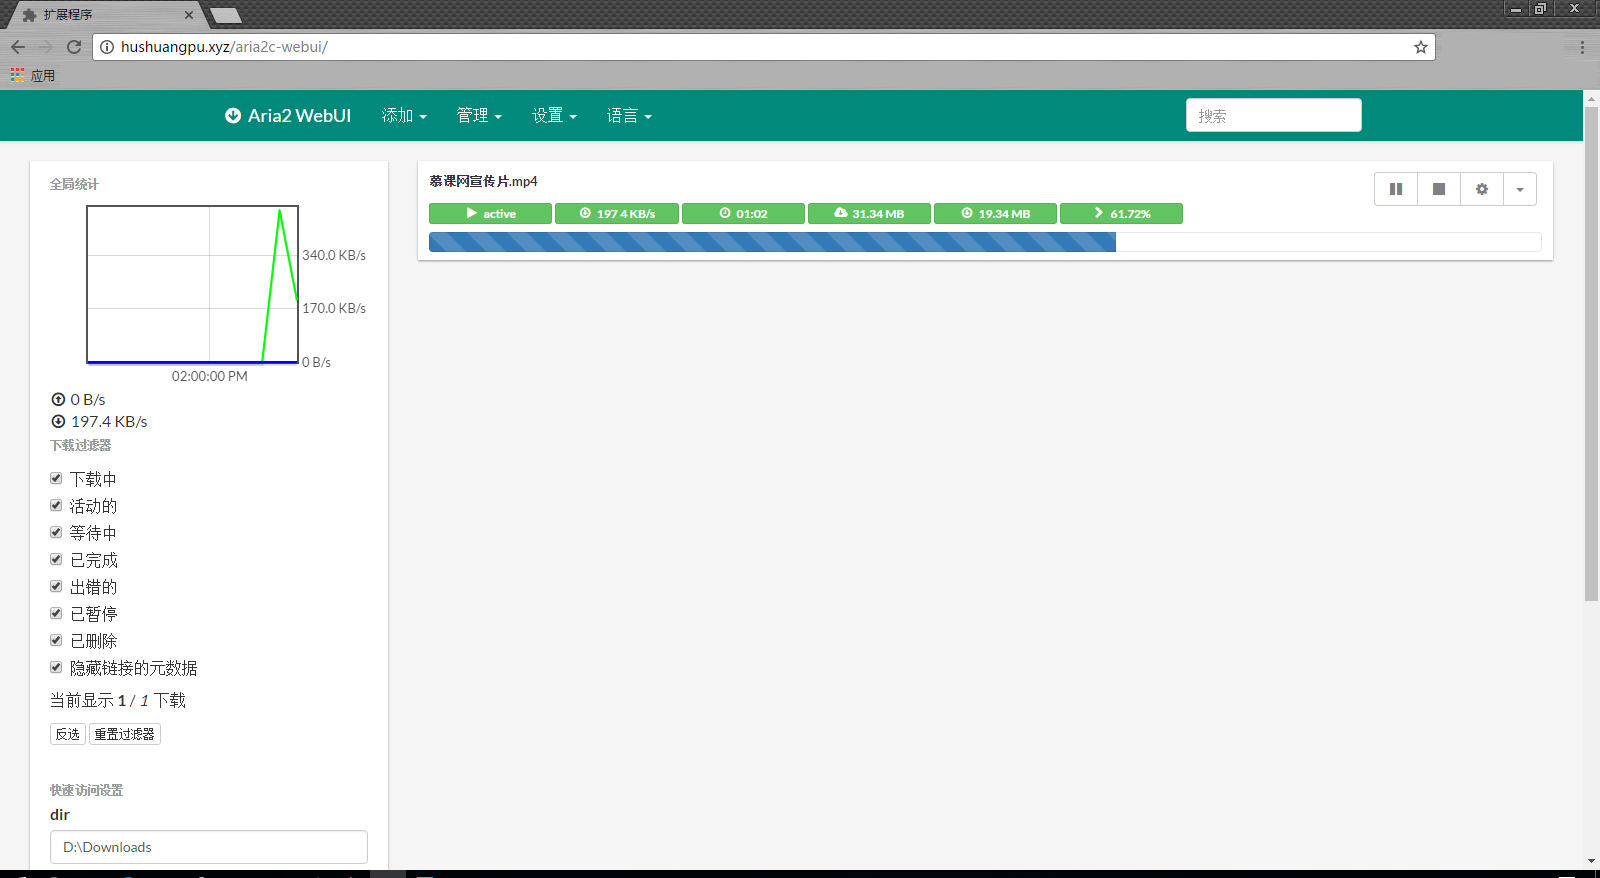 扩展程序
hushuangpu.xyz/aria2c-webui/
应用
Aria2 WebUI 添加 管理 设置 语言 搜索
全局统计
340.0 KB/s
170.0 KB/s
0 B/s
02:00:00 PM
0 B/s
197.4 KB/s
下载过滤器
下载中
活动的
等待中
已完成
出错的
已暂停
已删除
隐藏链接的元数据
当前显示 1 / 1 下载
反选 重置过滤器
快速访问设置
dir
D:\Downloads
慕课网宣传片.mp4
active 197.4 KB/s 01:02 31.34 MB 19.34 MB 61.72%